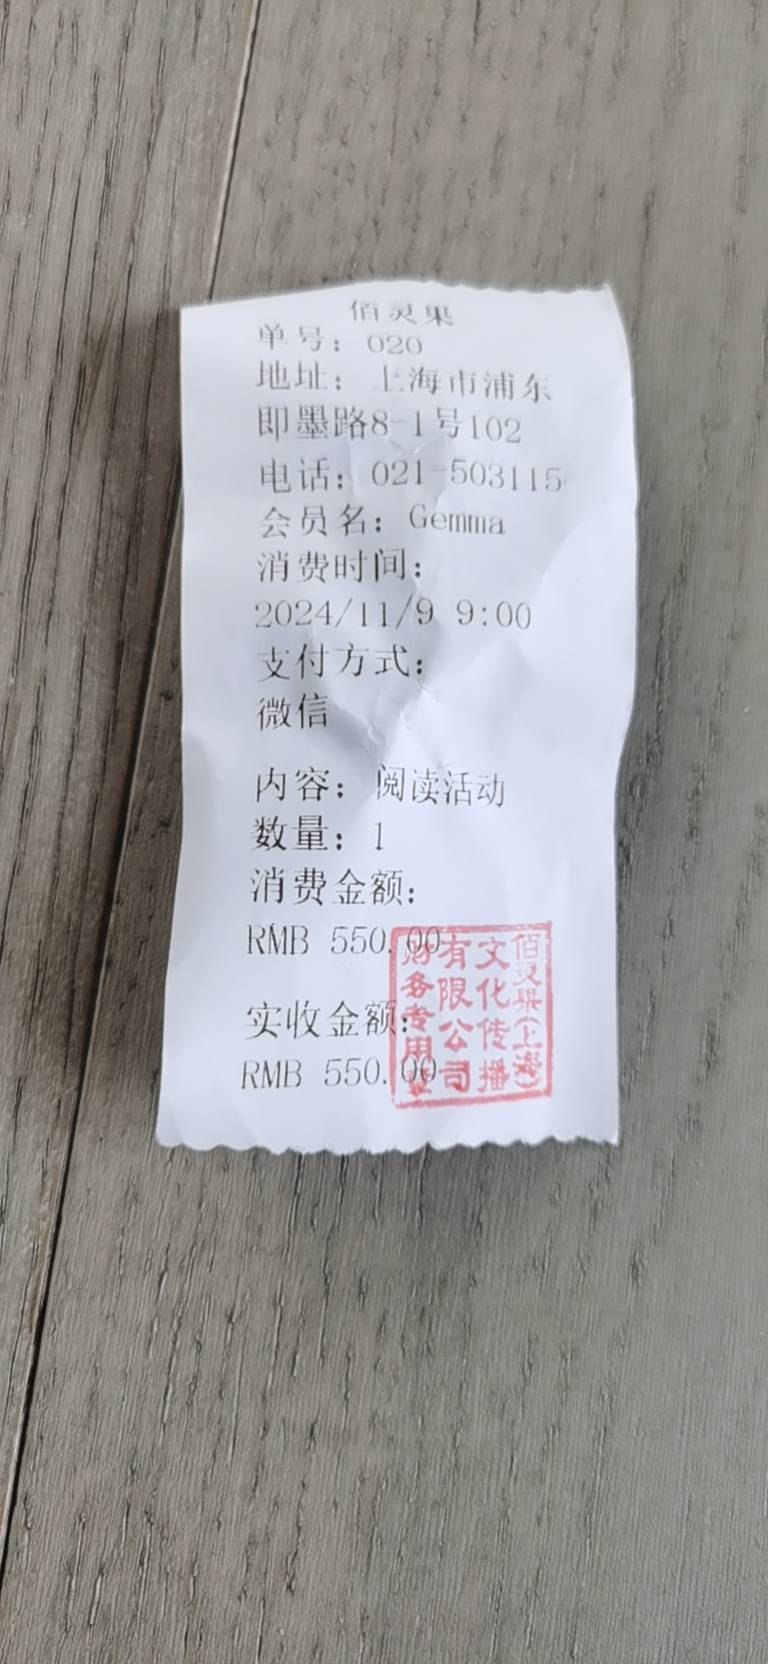 佰灵果
单号：020
地址：上海市浦东
即墨路8-1号102
电话：021-503115
会员名：Gemma
消费时间：
2024/11/9 9:00
支付方式：
微信
内容：阅读活动
数量：1
消费金额：
RMB 550.00
实收金额：
RMB 550.00
佰灵果(上海)
文化传播
有限公司
财务专用章